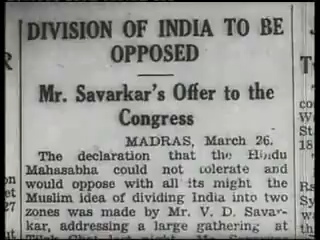 DIVISION OF INDIA TO BE
OPPOSED
Mr. Savarkar's Offer to the
Congress
MADRAS, March 26.
The declaration that the Hindu
Mahasabha could not tolerate and
would oppose with all its might the
Muslim idea of dividing India into two
zones was made by Mr. V. D. Savar-
kar, addressing a large gathering at